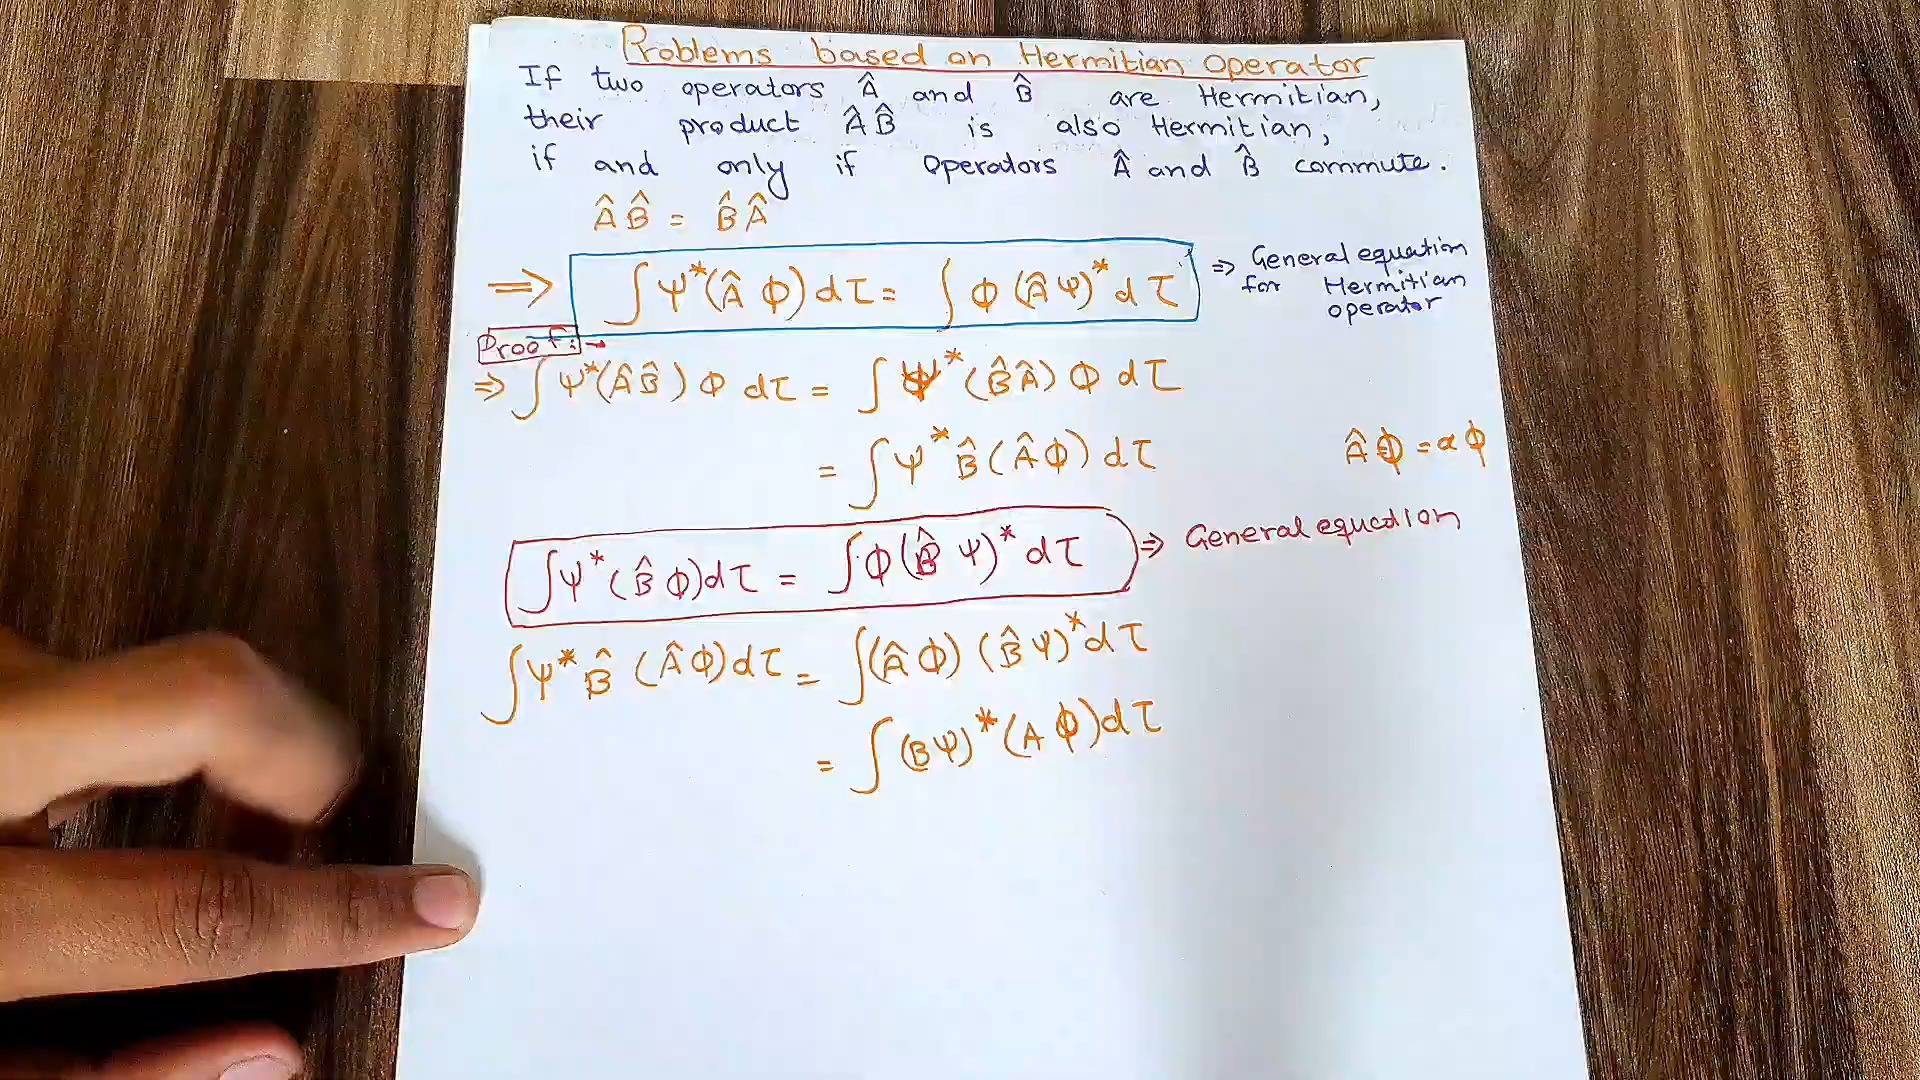 Problems based on Hermitian Operator
If two operators Â and B̂ are Hermitian,
their product ÂB̂ is also Hermitian,
if and only if Operators Â and B̂ commute.
ÂB̂ = B̂Â
⇒ ∫ψ*(Âφ)dτ = ∫φ(Âψ)*dτ ⇒ General equation
for Hermitian
operator
Proof:→
⇒ ∫ψ*(ÂB̂)φ dτ = ∫ψ*(B̂Â)φ dτ
= ∫ψ*B̂(Âφ)dτ
Âφ = αφ
∫ψ*(B̂φ)dτ = ∫φ(B̂ψ)*dτ ⇒ General equation
∫ψ*B̂(Âφ)dτ = ∫(Âφ)(B̂ψ)*dτ
= ∫(Bψ)*(Aφ)dτ